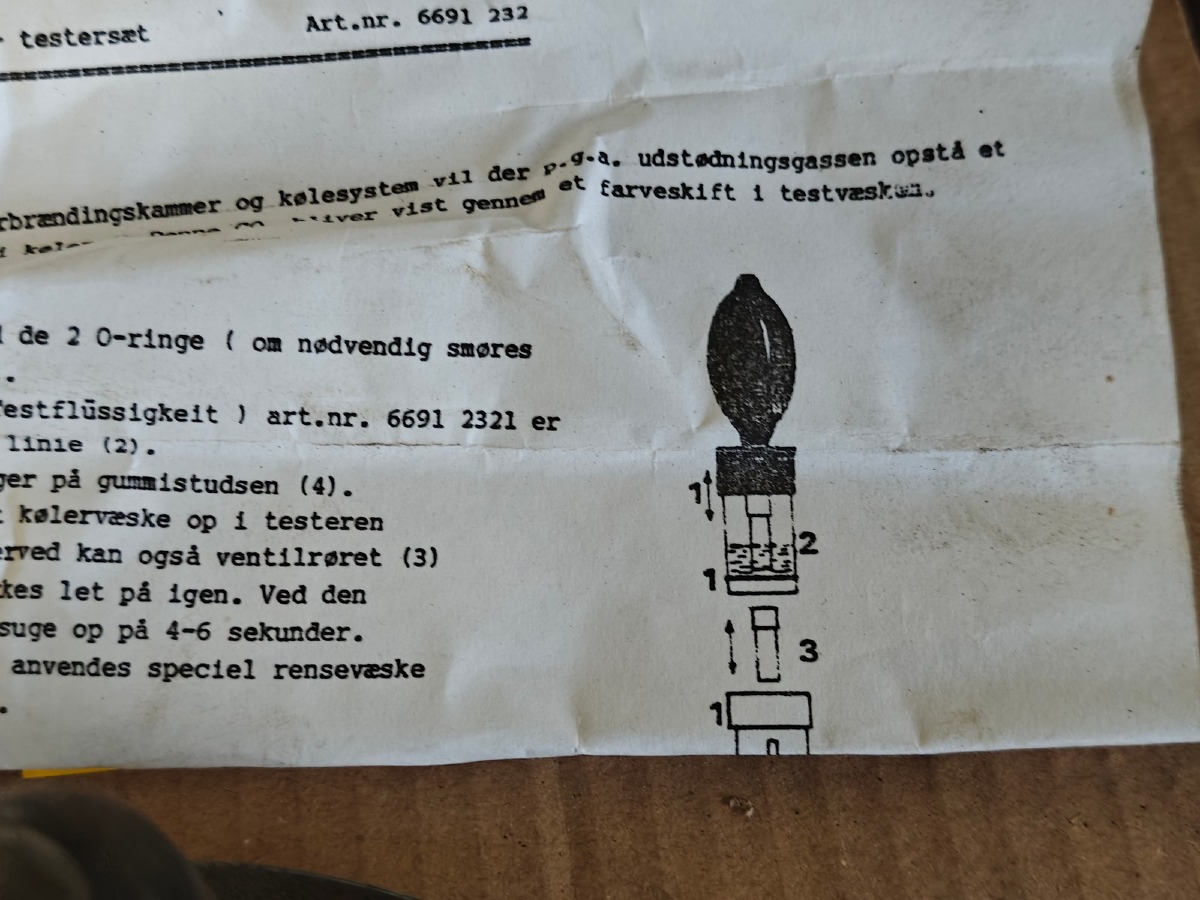 - testersæt Art.nr. 6691 232
rbrændingskammer og kølesystem vil der p.g.a. udstødningsgassen opstå et
vist gennem et farveskift i testvæsken.
de 2 O-ringe ( om nødvendig smøres
.
Testflüssigkeit ) art.nr. 6691 2321 er
linie (2).
ger på gummistudsen (4).
kølervæske op i testeren
erved kan også ventilrøret (3)
kes let på igen. Ved den
suge op på 4-6 sekunder.
anvendes speciel rensevæske
.
1
2
1
3
1